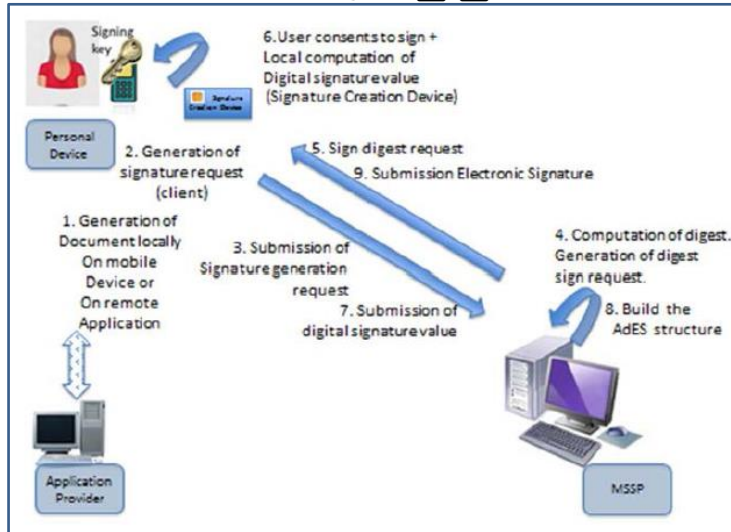 Signing
key
6.User consents to sign +
Local computation of
Digital signature value
(Signature Creation Device)
Signature
Creation Device
Personal
Device
2. Generation of
signature request
(client)
5. Sign digest request
9. Submission Electronic Signature
1. Generation of
Document locally
On mobile
Device or
On remote
Application
3. Submission of
Signature generation
request
7. Submission of
digital signature value
4. Computation of digest.
Generation of digest
sign request.
8. Build the
AdES structure
Application
Provider
MSSP